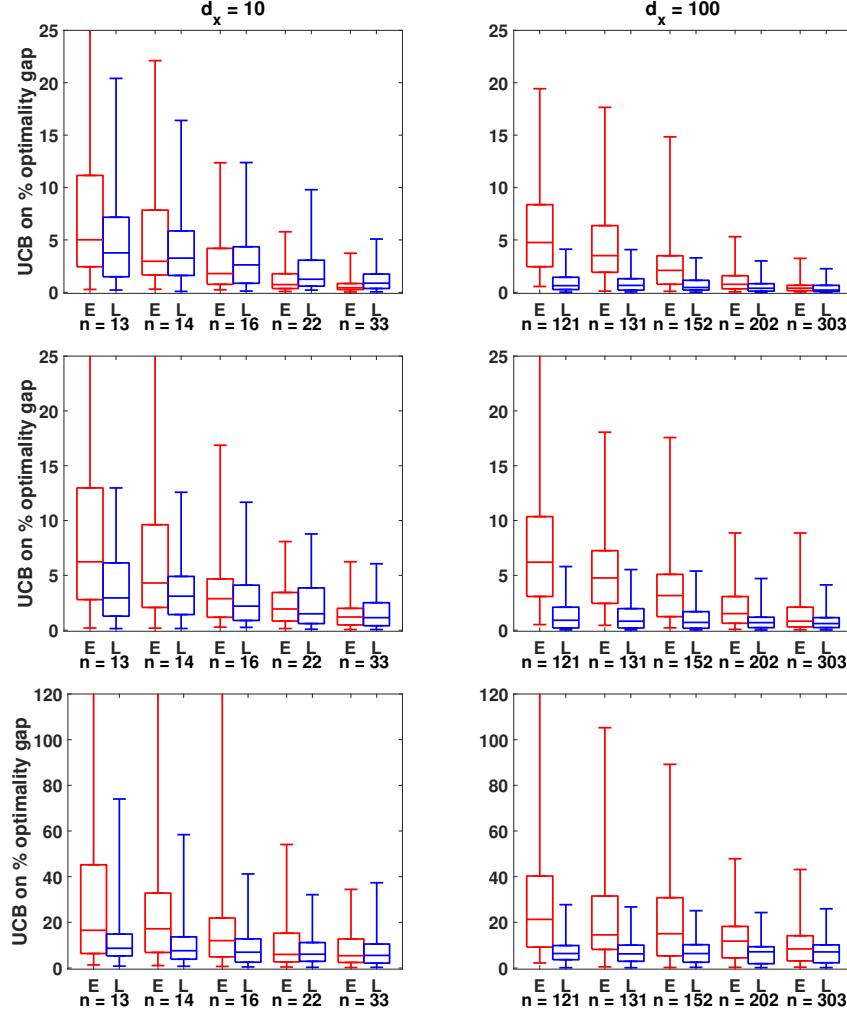 d_x = 10
d_x = 100
UCB on % optimality gap
25
20
15
10
5
0
E L E L E L E L E L
n = 13 n = 14 n = 16 n = 22 n = 33
25
20
15
10
5
0
E L E L E L E L E L
n = 121 n = 131 n = 152 n = 202 n = 303
UCB on % optimality gap
25
20
15
10
5
0
E L E L E L E L E L
n = 13 n = 14 n = 16 n = 22 n = 33
25
20
15
10
5
0
E L E L E L E L E L
n = 121 n = 131 n = 152 n = 202 n = 303
UCB on % optimality gap
120
100
80
60
40
20
0
E L E L E L E L E L
n = 13 n = 14 n = 16 n = 22 n = 33
120
100
80
60
40
20
0
E L E L E L E L E L
n = 121 n = 131 n = 152 n = 202 n = 303